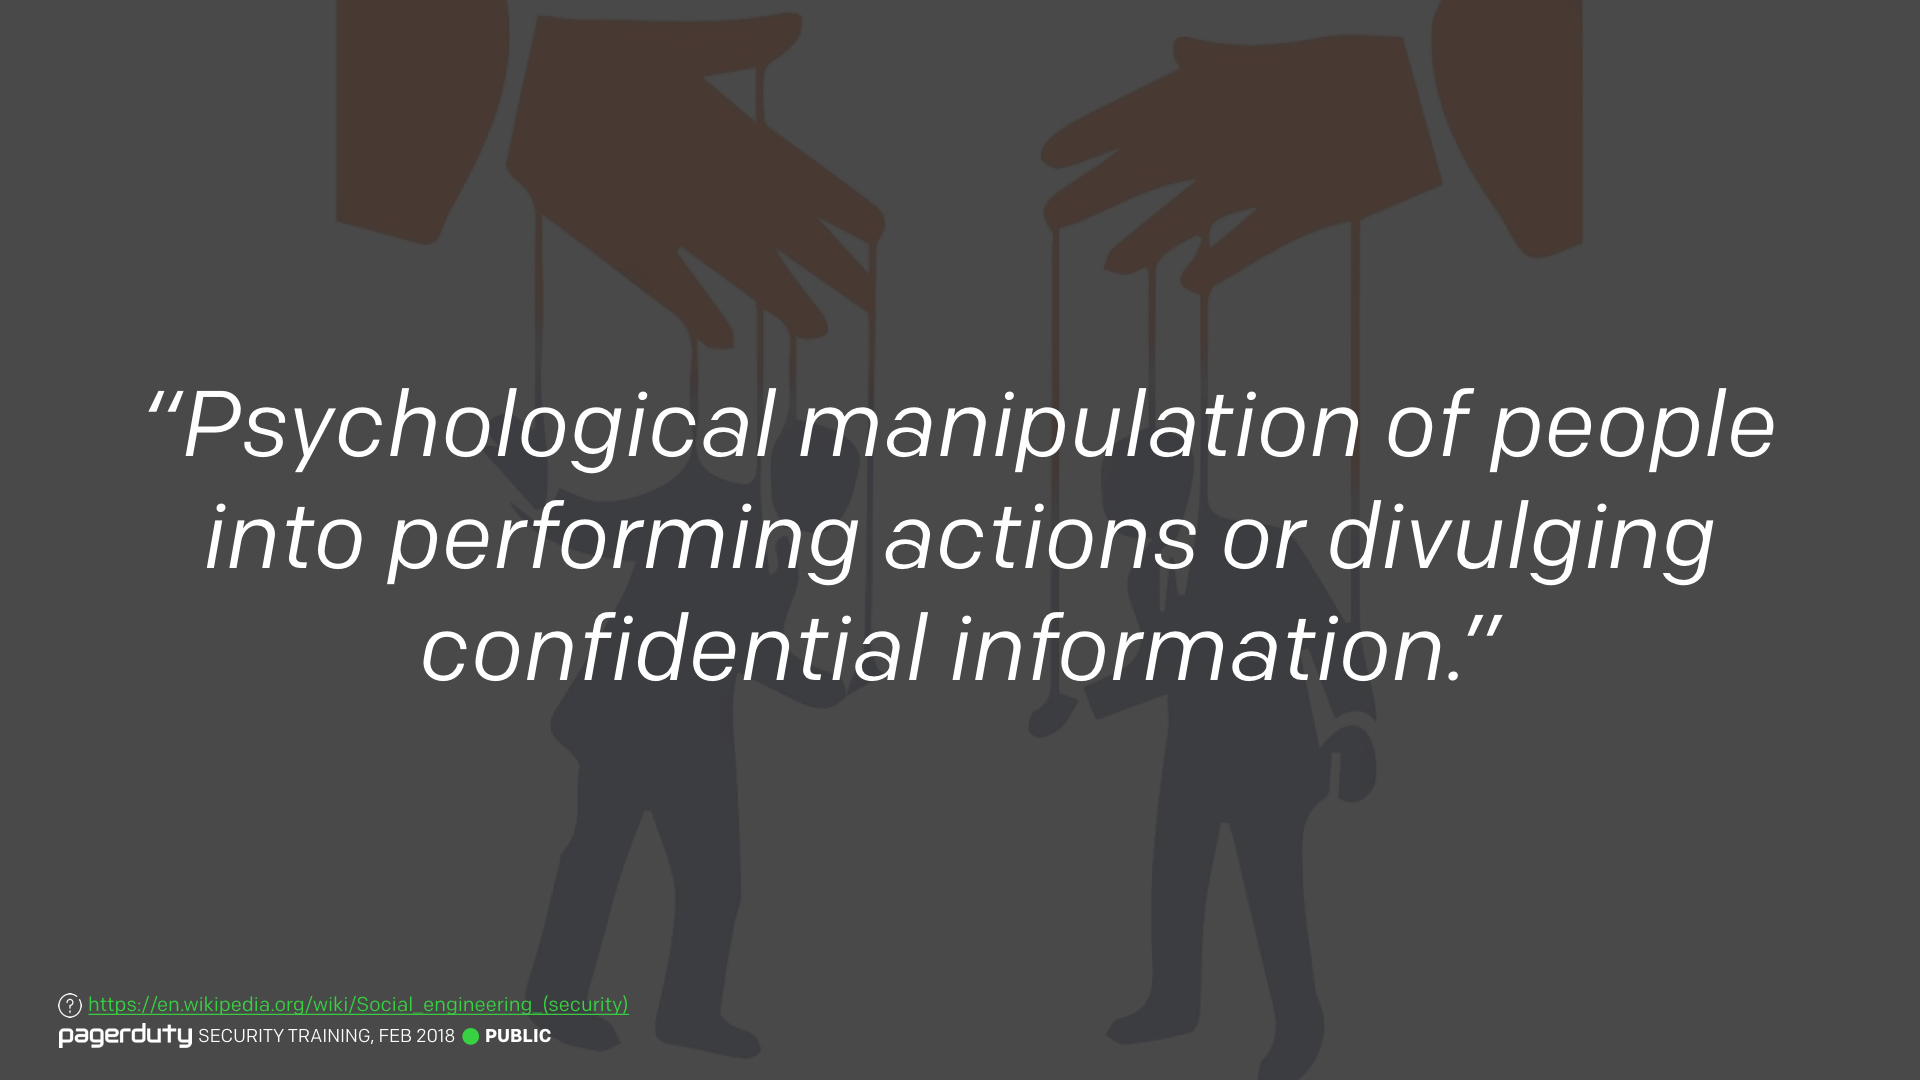 “Psychological manipulation of people
into performing actions or divulging
confidential information.”
? https://en.wikipedia.org/wiki/Social_engineering_(security)
pagerduty SECURITY TRAINING, FEB 2018 PUBLIC